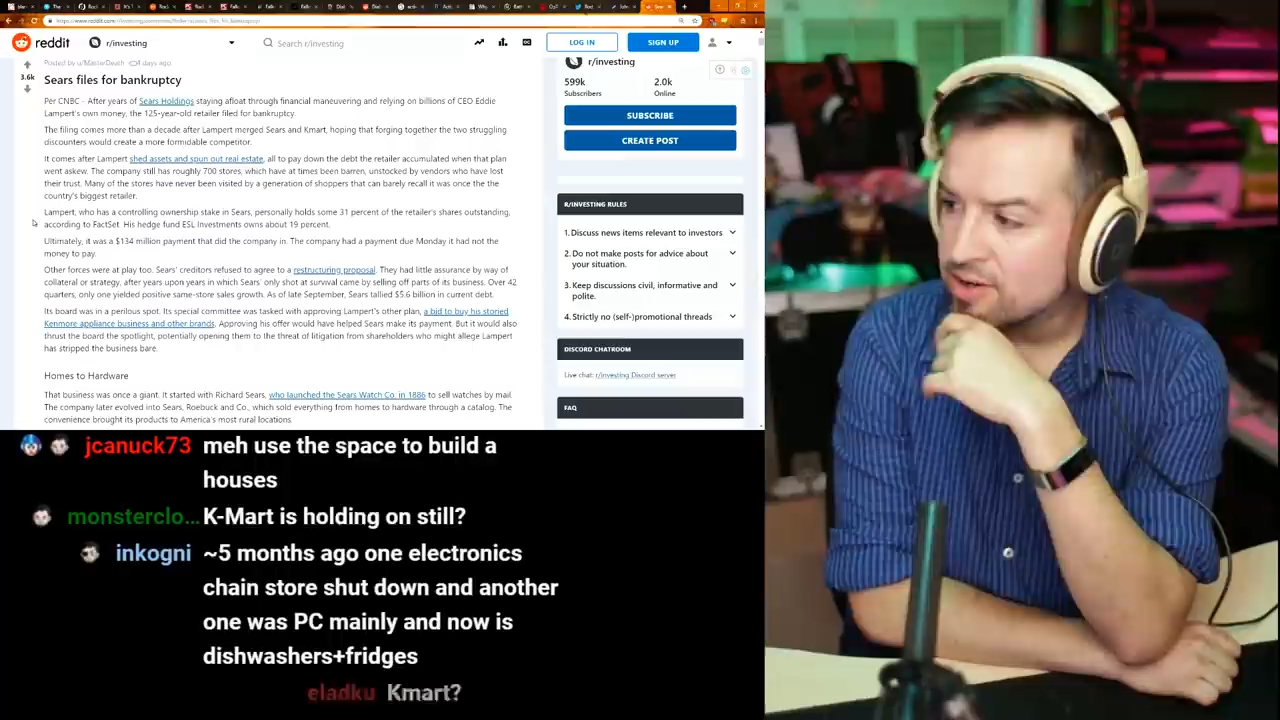 https://www.reddit.com/r/investing/comments/
reddit
r/investing
Search r/investing
LOG IN
SIGN UP
Posted by u/MasterDeath 4 days ago
3.6k
Sears files for bankruptcy
Per CNBC - After years of Sears Holdings staying afloat through financial maneuvering and relying on billions of CEO Eddie
Lampert's own money, the 125-year-old retailer filed for bankruptcy.
The filing comes more than a decade after Lampert merged Sears and Kmart, hoping that forging together the two struggling
discounters would create a more formidable competitor.
It comes after Lampert shed assets and spun out real estate, all to pay down the debt the retailer accumulated when that plan
went askew. The company still has roughly 700 stores, which have at times been barren, unstocked by vendors who have lost
their trust. Many of the stores have never been visited by a generation of shoppers that can barely recall it was once the
country's biggest retailer.
Lampert, who has a controlling ownership stake in Sears, personally holds some 31 percent of the retailer's shares outstanding,
according to FactSet. His hedge fund ESL Investments owns about 19 percent.
Ultimately, it was a $134 million payment that did the company in. The company had a payment due Monday it had not the
money to pay.
Other forces were at play too. Sears' creditors refused to agree to a restructuring proposal. They had little assurance by way of
collateral or strategy, after years upon years in which Sears' only shot at survival came by selling off parts of its business. Over 42
quarters, only one yielded positive same-store sales growth. As of late September, Sears tallied $5.6 billion in current debt.
Its board was in a perilous spot. Its special committee was tasked with approving Lampert's other plan, a bid to buy his storied
Kenmore appliance business and other brands. Approving his offer would have helped Sears make its payment. But it would also
thrust the board the spotlight, potentially opening them to the threat of litigation from shareholders who might allege Lampert
has stripped the business bare.
Homes to Hardware
That business was once a giant. It started with Richard Sears, who launched the Sears Watch Co. in 1886 to sell watches by mail.
The company later evolved into Sears, Roebuck and Co., which sold everything from homes to hardware through a catalog. The
convenience brought its products to America's most rural locations.
r/investing
599k
2.0k
Subscribers
Online
SUBSCRIBE
CREATE POST
R/INVESTING RULES
1. Discuss news items relevant to investors
2. Do not make posts for advice about
your situation.
3. Keep discussions civil, informative and
polite.
4. Strictly no (self-)promotional threads
DISCORD CHATROOM
Live chat: r/investing Discord server
FAQ
jcanuck73 meh use the space to build a
houses
monsterclo... K-Mart is holding on still?
inkogni ~5 months ago one electronics
chain store shut down and another
one was PC mainly and now is
dishwashers+fridges
eladku Kmart?